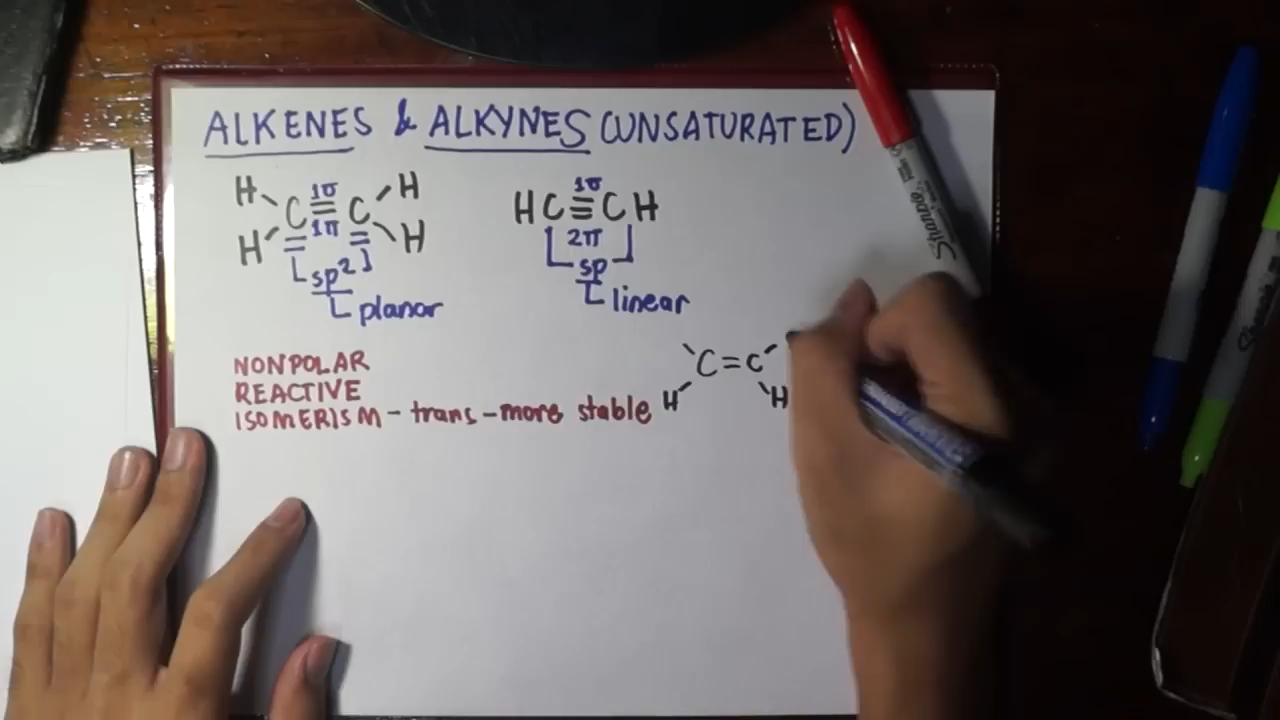 ALKENES & ALKYNES (UNSATURATED)
H 1σ H
C = C
H 1π H
sp²
planar
1σ
HC≡CH
2π
sp
linear
NONPOLAR
REACTIVE
ISOMERISM - trans - more stable
C=C
H H
Sharpie